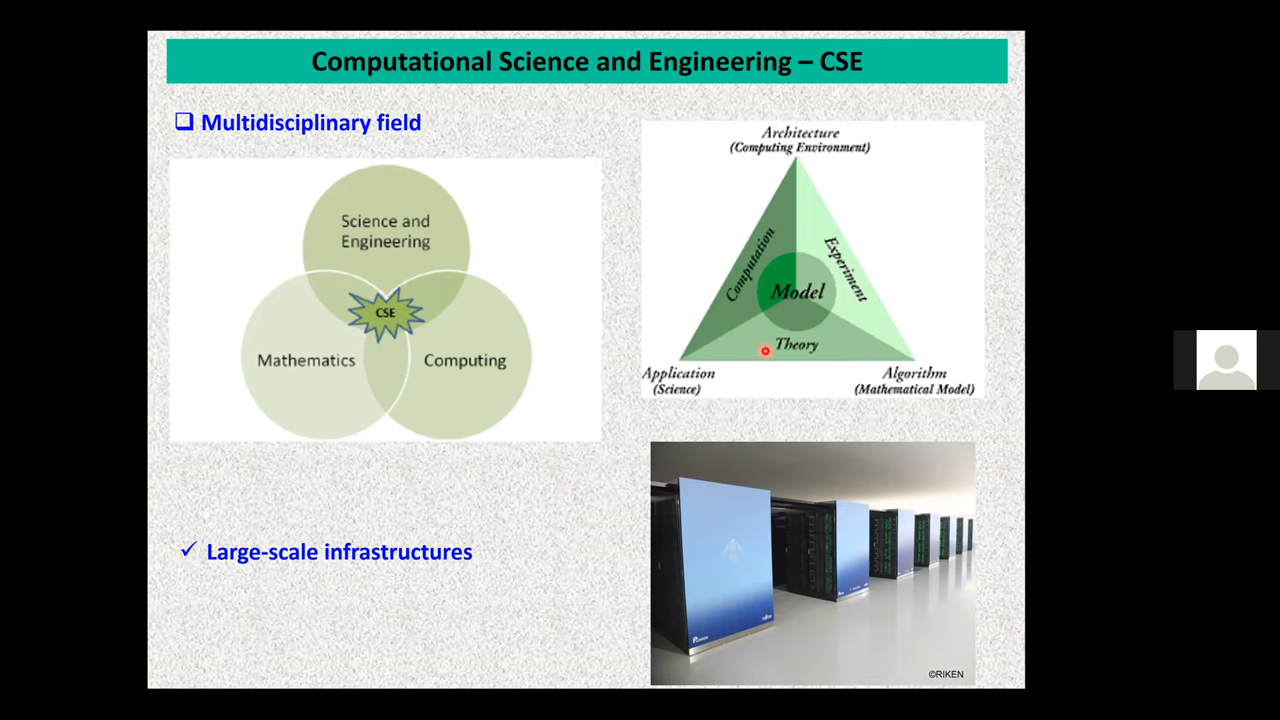 Computational Science and Engineering – CSE
Multidisciplinary field
Science and
Engineering
CSE
Mathematics
Computing
Architecture
(Computing Environment)
Computation
Experiment
Model
Theory
Application
(Science)
Algorithm
(Mathematical Model)
Large-scale infrastructures
©RIKEN